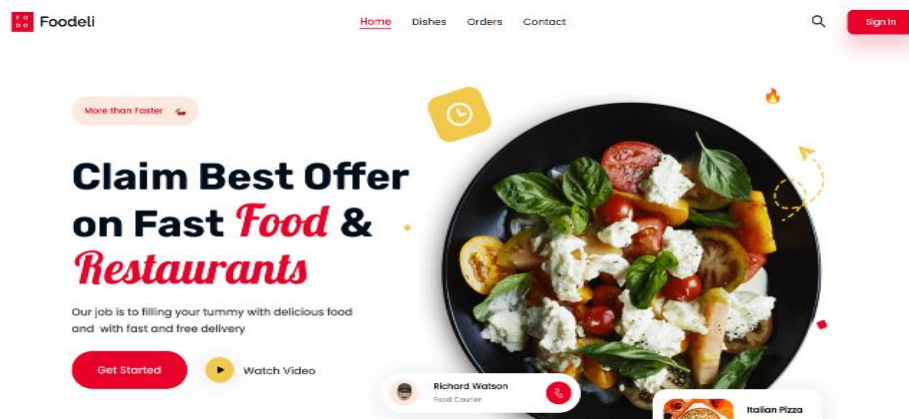 Foodeli
Home Dishes Orders Contact
Sign In
More than Faster
Claim Best Offer
on Fast Food &
Restaurants
Our job is to filling your tummy with delicious food
and with fast and free delivery
Get Started
Watch Video
Richard Watson
Food Courier
Italian Pizza